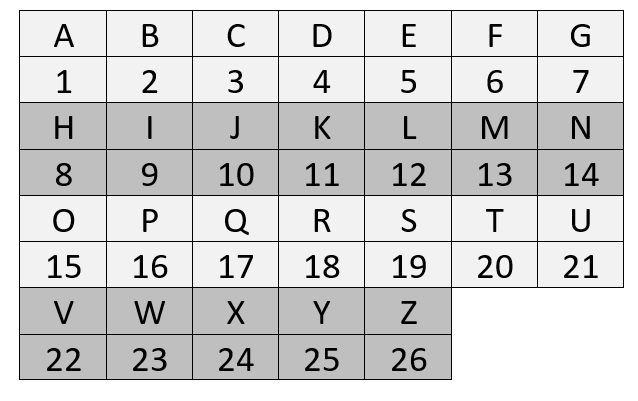 A B C D E F G
1 2 3 4 5 6 7
H I J K L M N
8 9 10 11 12 13 14
O P Q R S T U
15 16 17 18 19 20 21
V W X Y Z
22 23 24 25 26